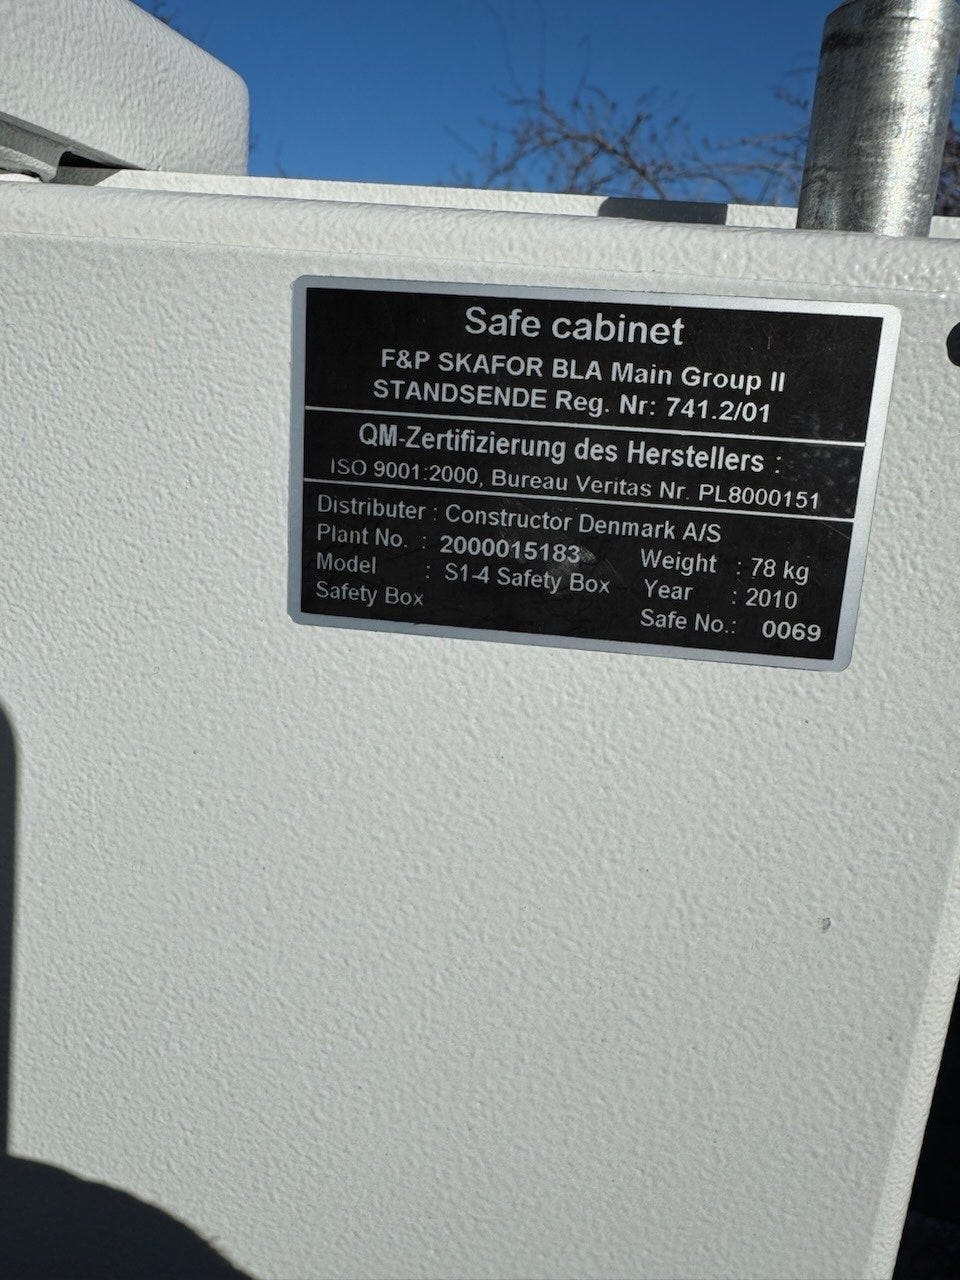 Safe cabinet
F&P SKAFOR BLA Main Group II
STANDSENDE Reg. Nr: 741.2/01
QM-Zertifizierung des Herstellers :
ISO 9001:2000, Bureau Veritas Nr. PL8000151
Distributer : Constructor Denmark A/S
Plant No. : 2000015183 Weight : 78 kg
Model : S1-4 Safety Box Year : 2010
Safety Box Safe No.: 0069